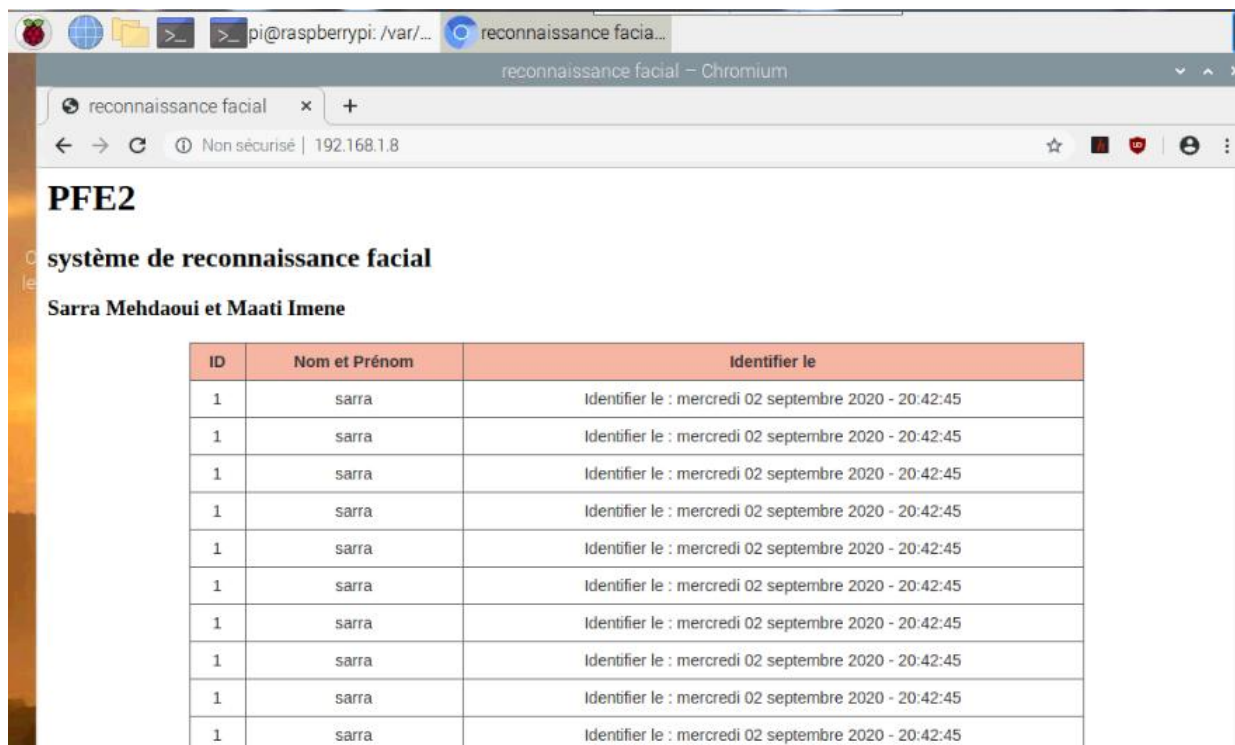 pi@raspberrypi: /var/... reconnaissance facia...
reconnaissance facial – Chromium
reconnaissance facial
Non sécurisé | 192.168.1.8
PFE2
système de reconnaissance facial
Sarra Mehdaoui et Maati Imene
ID Nom et Prénom Identifier le
1 sarra Identifier le : mercredi 02 septembre 2020 - 20:42:45
1 sarra Identifier le : mercredi 02 septembre 2020 - 20:42:45
1 sarra Identifier le : mercredi 02 septembre 2020 - 20:42:45
1 sarra Identifier le : mercredi 02 septembre 2020 - 20:42:45
1 sarra Identifier le : mercredi 02 septembre 2020 - 20:42:45
1 sarra Identifier le : mercredi 02 septembre 2020 - 20:42:45
1 sarra Identifier le : mercredi 02 septembre 2020 - 20:42:45
1 sarra Identifier le : mercredi 02 septembre 2020 - 20:42:45
1 sarra Identifier le : mercredi 02 septembre 2020 - 20:42:45
1 sarra Identifier le : mercredi 02 septembre 2020 - 20:42:45